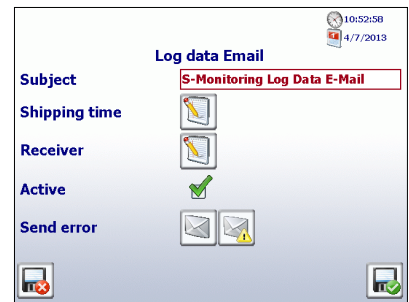 10:52:58
4/7/2013
Log data Email
Subject
S-Monitoring Log Data E-Mail
Shipping time
Receiver
Active
Send error